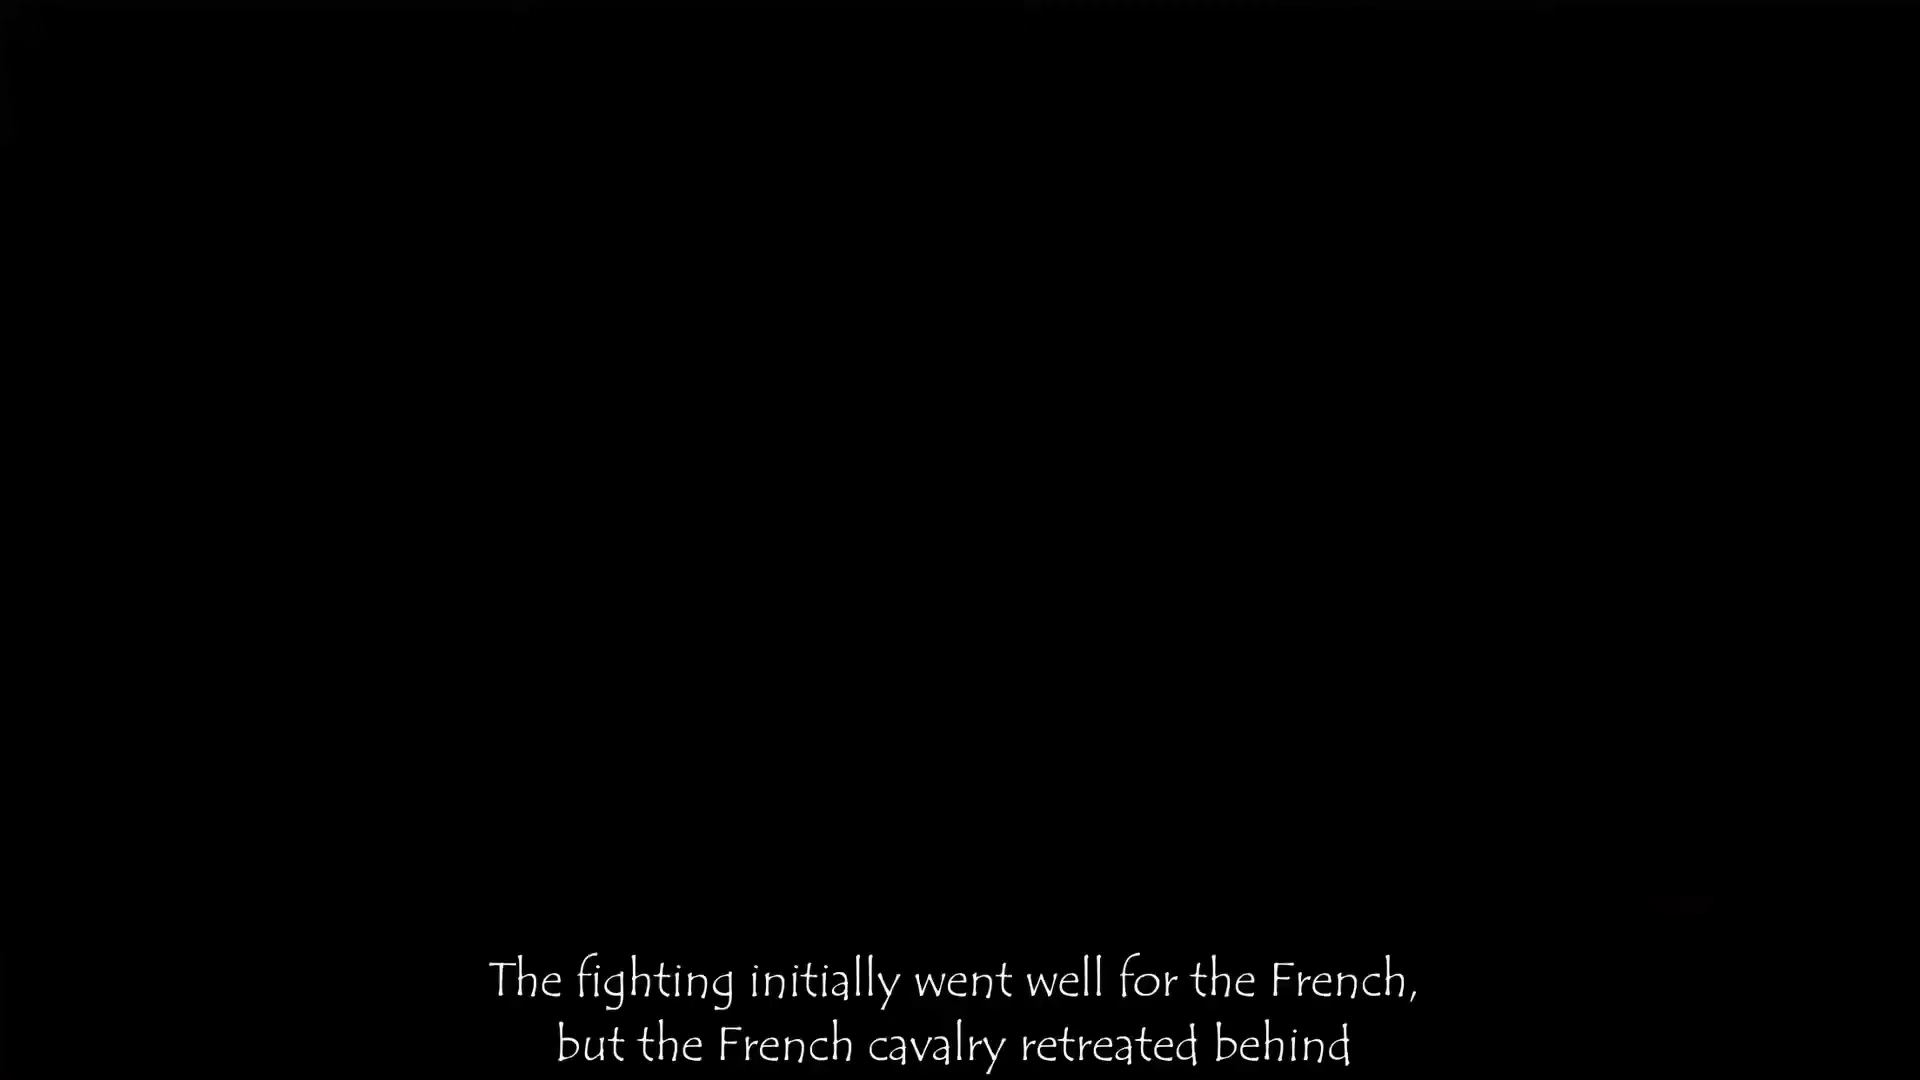 The fighting initially went well for the French,
but the French cavalry retreated behind